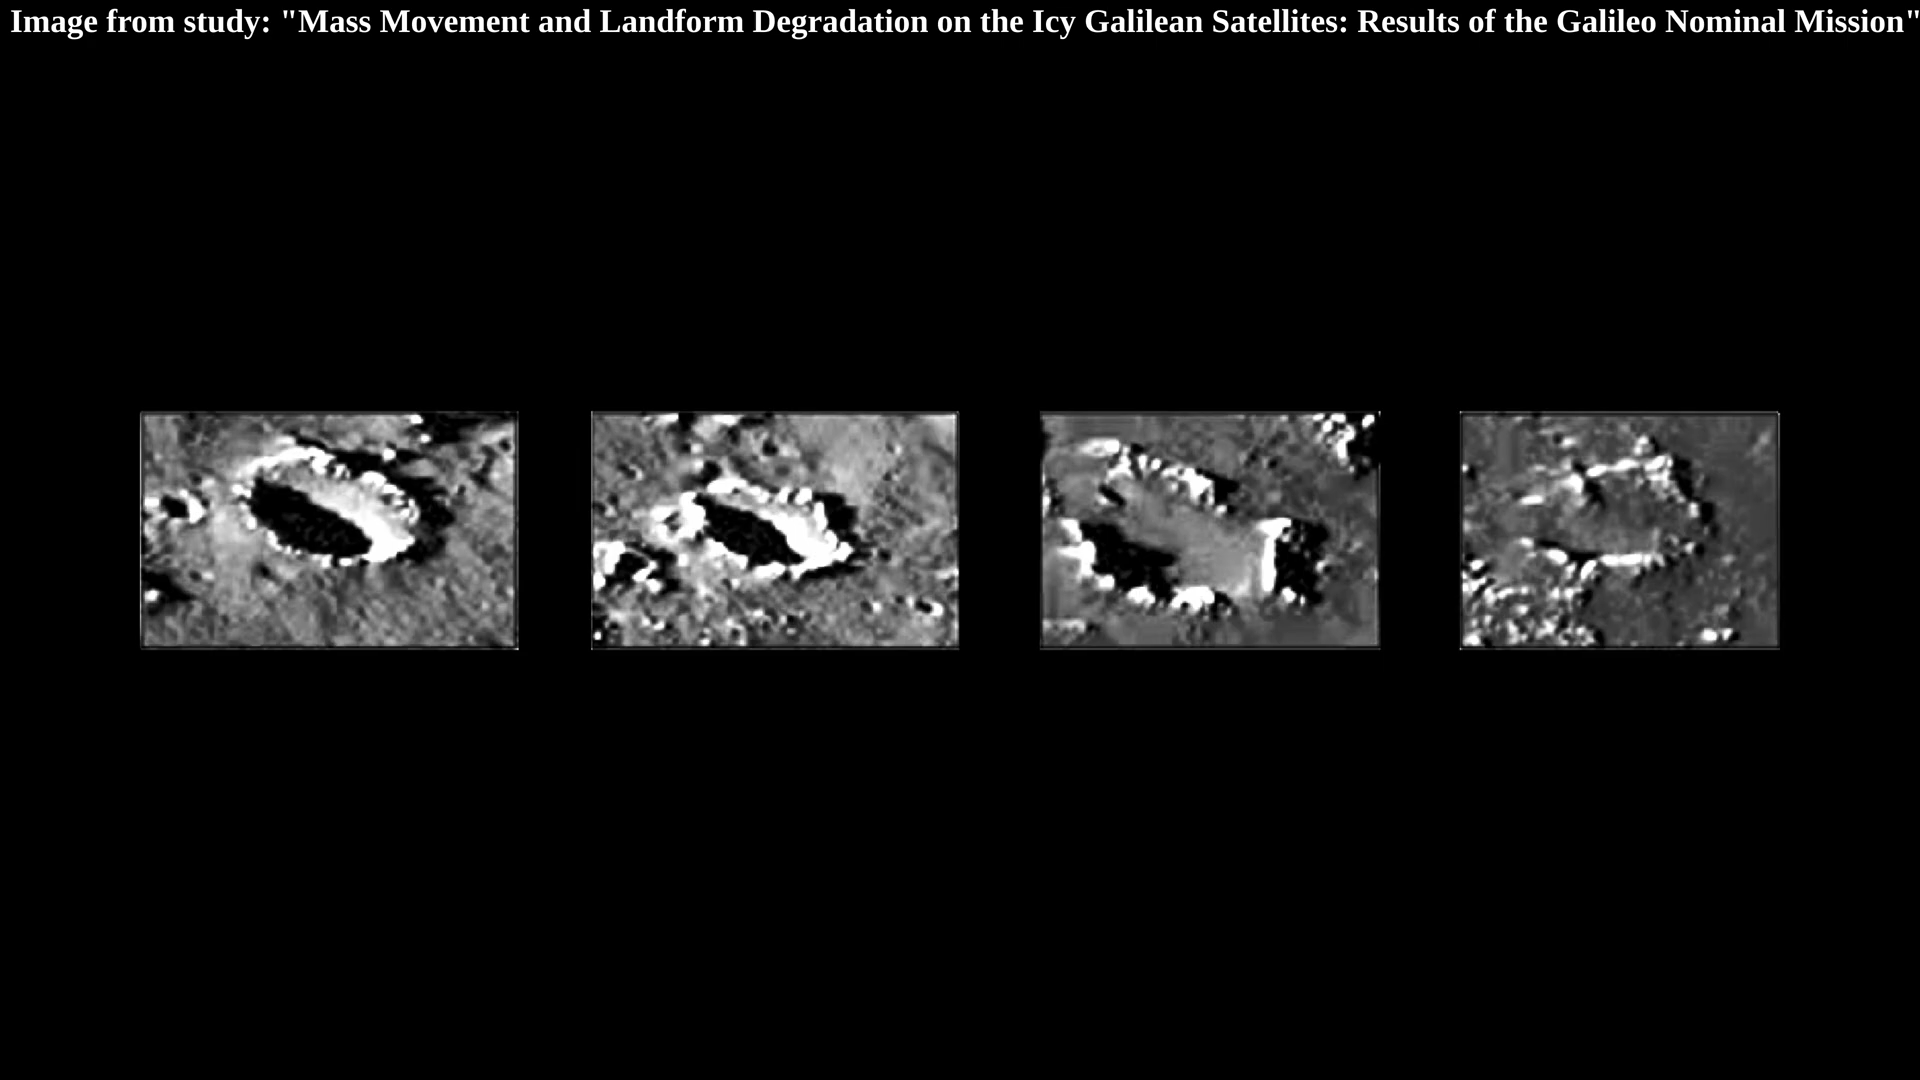 Image from study: "Mass Movement and Landform Degradation on the Icy Galilean Satellites: Results of the Galileo Nominal Mission"